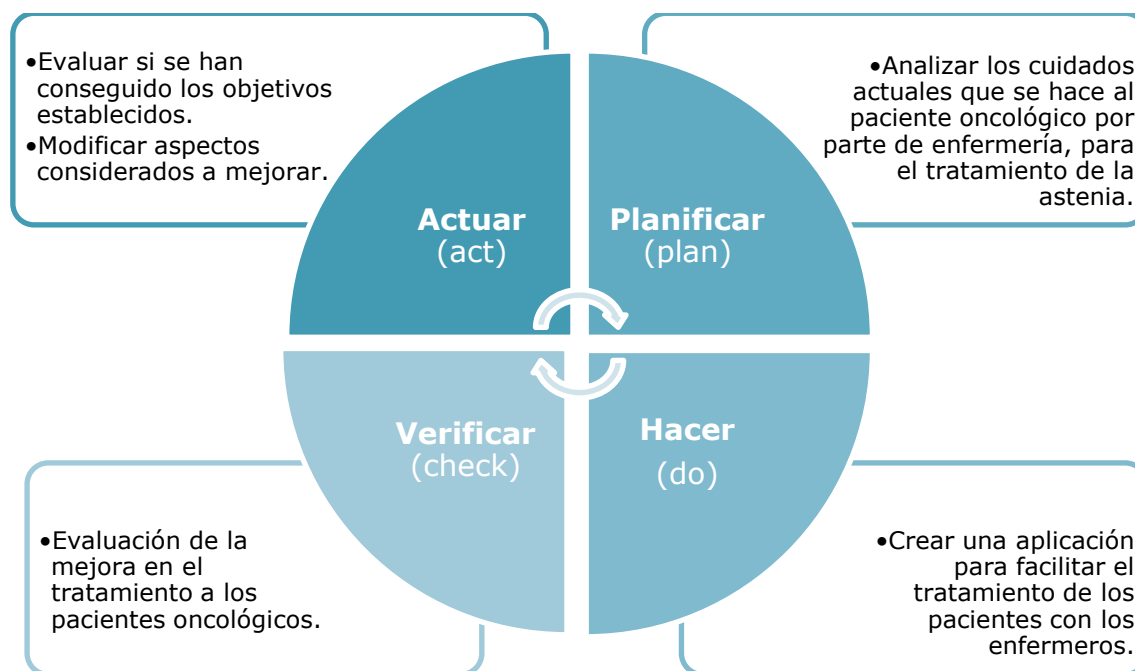 •Evaluar si se han
conseguido los objetivos
establecidos.
•Modificar aspectos
considerados a mejorar.
•Analizar los cuidados
actuales que se hace al
paciente oncológico por
parte de enfermería, para
el tratamiento de la
astenia.
Actuar
(act)
Planificar
(plan)
Verificar
(check)
Hacer
(do)
•Evaluación de la
mejora en el
tratamiento a los
pacientes oncológicos.
•Crear una aplicación
para facilitar el
tratamiento de los
pacientes con los
enfermeros.